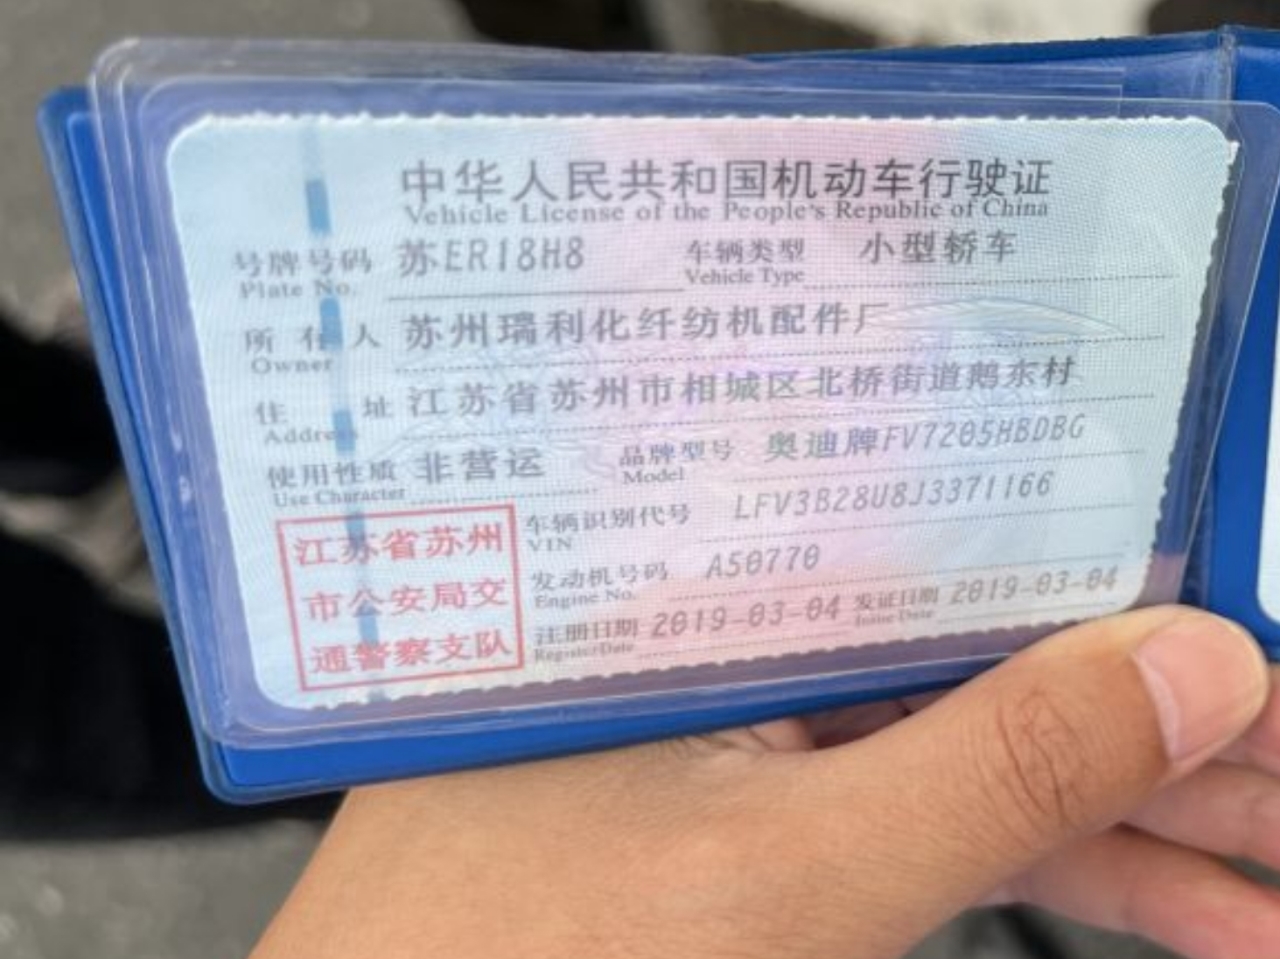 中华人民共和国机动车行驶证
Vehicle License of the People's Republic of China
号牌号码 苏ER18H8 车辆类型 小型轿车
Plate No. Vehicle Type
所有人 苏州瑞利化纤纺机配件厂
Owner
住址 江苏省苏州市相城区北桥街道鹅东村
Address
使用性质 非营运 品牌型号 奥迪牌FV7205HBDBG
Use Character Model
江苏省苏州
市公安局交
通警察支队
车辆识别代号 LFV3B28U8J3371166
VIN
发动机号码 A50770
Engine No.
注册日期 2019-03-04 发证日期 2019-03-04
Register Date Issue Date